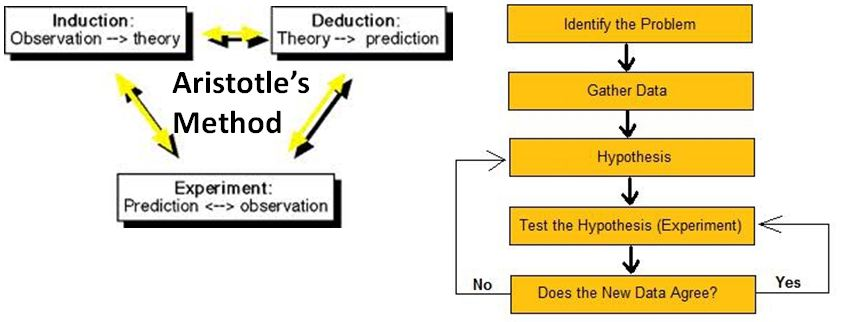 Induction:
Observation --> theory
Deduction:
Theory --> prediction
Aristotle’s
Method
Experiment:
Prediction <--> observation
Identify the Problem
Gather Data
Hypothesis
Test the Hypothesis (Experiment)
No
Does the New Data Agree?
Yes